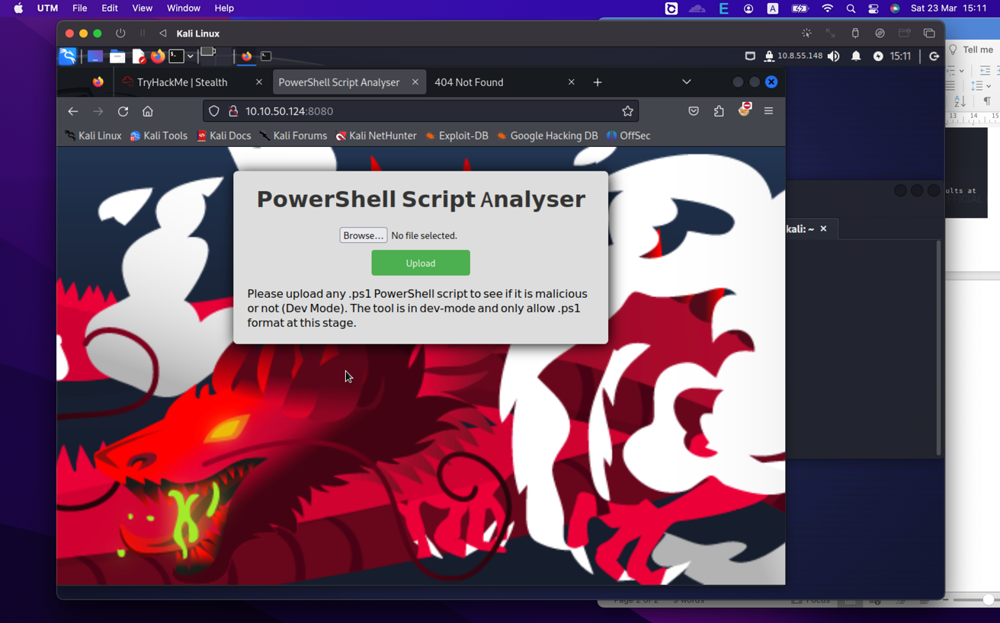 UTM File Edit View Window Help
E
A
Sat 23 Mar 15:11
Kali Linux
Tell me
10.8.55.148
15:11
TryHackMe | Stealth
PowerShell Script Analyser
404 Not Found
10.10.50.124:8080
Kali Linux Kali Tools Kali Docs Kali Forums Kali NetHunter Exploit-DB Google Hacking DB OffSec
13 14 15
PowerShell Script Analyser
ults at
kali: ~
Browse... No file selected.
Upload
Please upload any .ps1 PowerShell script to see if it is malicious
or not (Dev Mode). The tool is in dev-mode and only allow .ps1
format at this stage.
Page 2 of 2 9 words Focus